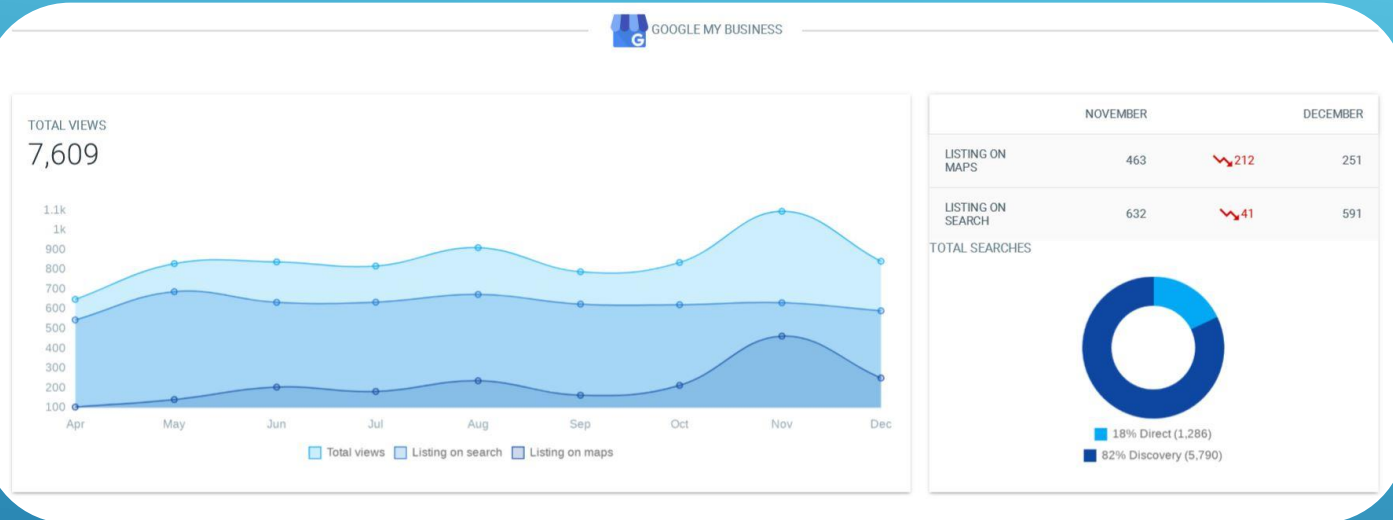 GOOGLE MY BUSINESS
TOTAL VIEWS
7,609
1.1k
1k
900
800
700
600
500
400
300
200
100
Apr May Jun Jul Aug Sep Oct Nov Dec
Total views Listing on search Listing on maps
NOVEMBER DECEMBER
LISTING ON
MAPS
463 212 251
LISTING ON
SEARCH
632 41 591
TOTAL SEARCHES
18% Direct (1,286)
82% Discovery (5,790)